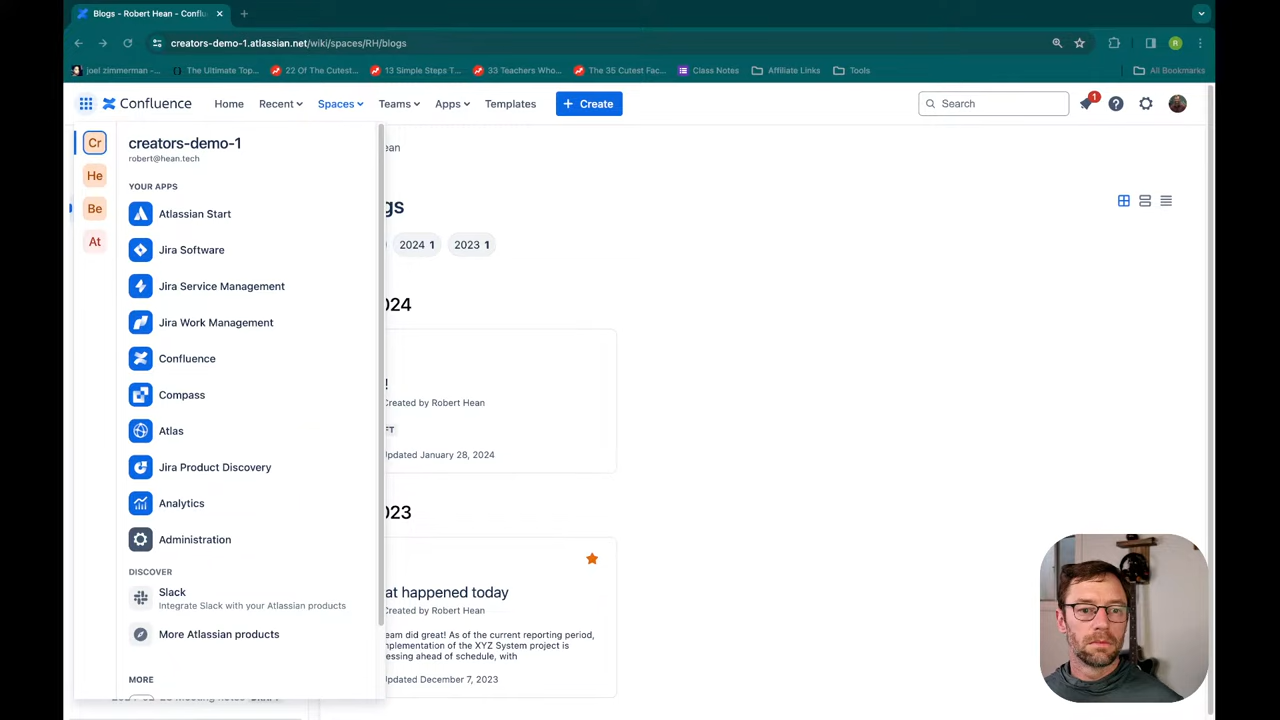 Blogs - Robert Hean - Conflu
creators-demo-1.atlassian.net/wiki/spaces/RH/blogs
R
joel zimmerman -...
The Ultimate Top...
22 Of The Cutest...
13 Simple Steps T...
33 Teachers Who...
The 35 Cutest Fac...
Class Notes
Affiliate Links
Tools
All Bookmarks
Confluence
Home
Recent
Spaces
Teams
Apps
Templates
+ Create
Search
1
Cr
He
Be
At
creators-demo-1
robert@hean.tech
YOUR APPS
Atlassian Start
Jira Software
Jira Service Management
Jira Work Management
Confluence
Compass
Atlas
Jira Product Discovery
Analytics
Administration
DISCOVER
Slack
Integrate Slack with your Atlassian products
More Atlassian products
MORE
ean
gs
2024 1
2023 1
024
!
Created by Robert Hean
FT
Updated January 28, 2024
023
at happened today
Created by Robert Hean
eam did great! As of the current reporting period,
nplementation of the XYZ System project is
essing ahead of schedule, with
Updated December 7, 2023